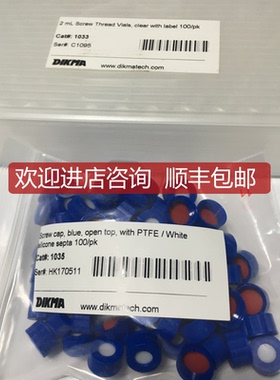 2 mL Screw Thread Vials, clear with label 100/pk
Cat#: 1033
Ser#: C1095
DIKMA
www.dikmatech.com
欢迎进店咨询 顺丰包邮
Screw cap, blue, open top, with PTFE / White
silicone septa 100/pk
Cat#: 1035
Ser#: HK170511
DIKMA
www.dikmatech.com